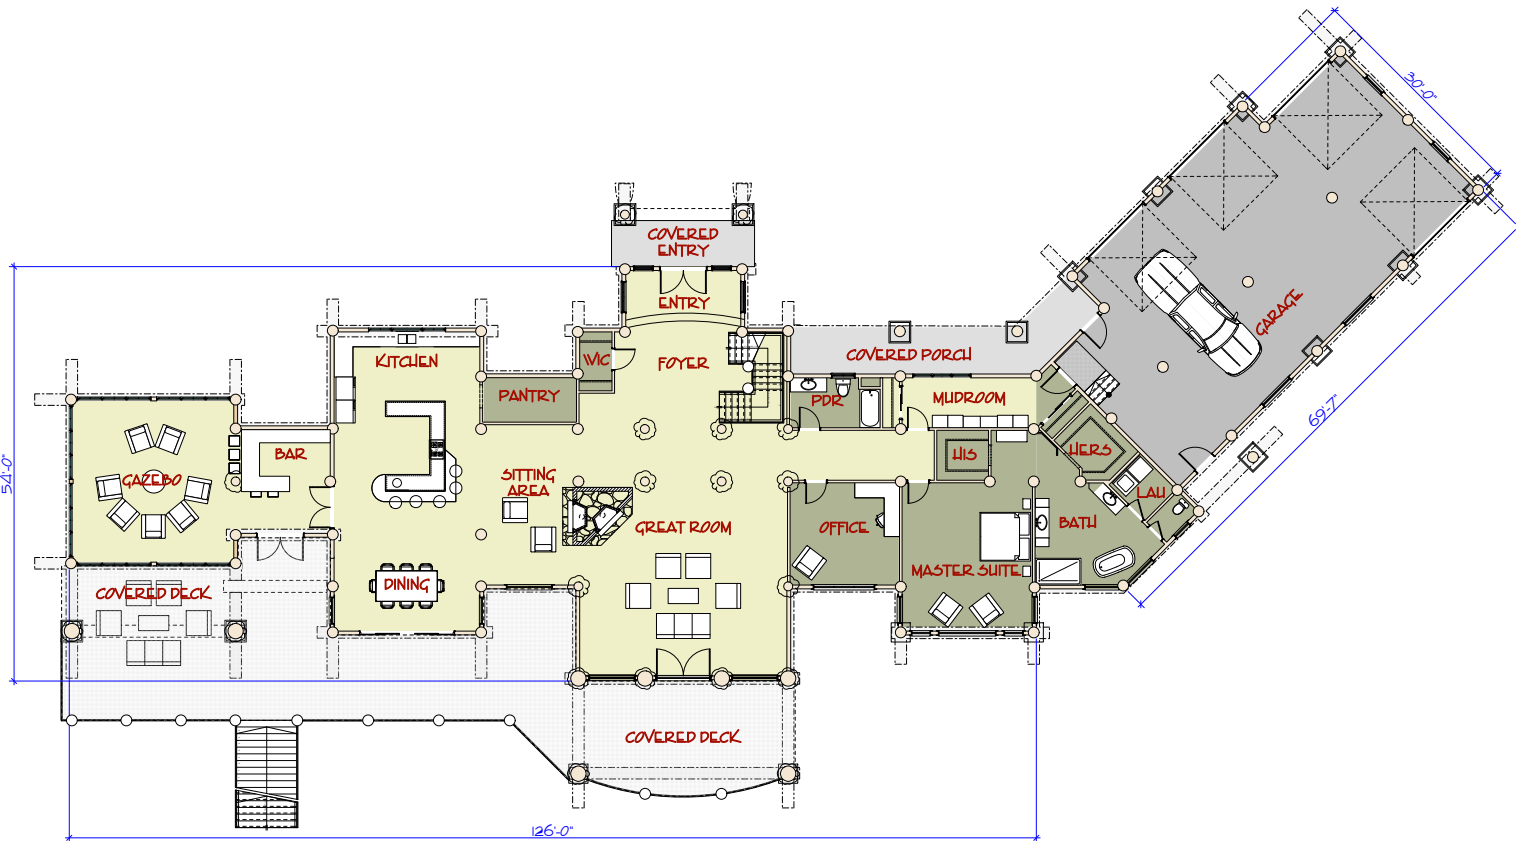 30'-0"
COVERED
ENTRY
ENTRY
GARAGE
KITCHEN
WIC
FOYER
COVERED PORCH
PANTRY
PDR
MUDROOM
69'-7"
BAR
HIS
HERS
54'-0"
GAZEBO
SITTING
AREA
LAU
GREAT ROOM
OFFICE
BATH
MASTER SUITE
DINING
COVERED DECK
COVERED DECK
126'-0"